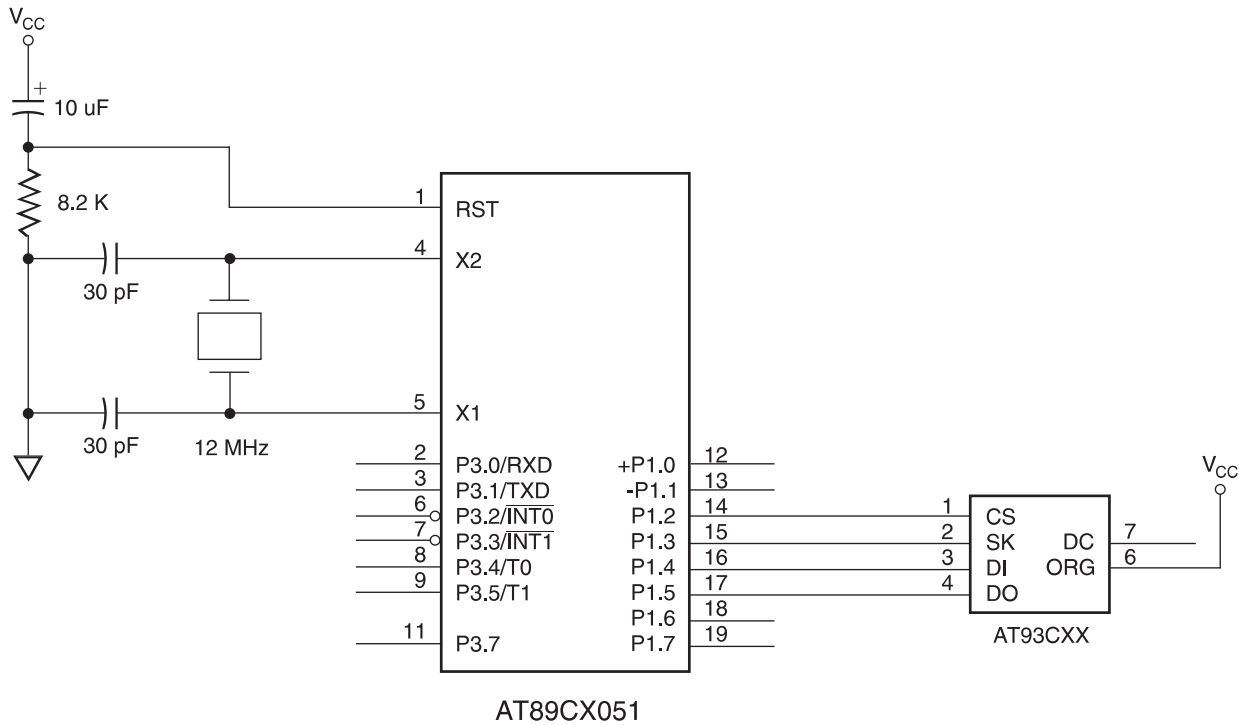 VCC
+
10 uF
8.2 K
30 pF
30 pF
12 MHz
1 RST
4 X2
5 X1
2 P3.0/RXD
3 P3.1/TXD
6 P3.2/INT0
7 P3.3/INT1
8 P3.4/T0
9 P3.5/T1
11 P3.7
+P1.0 12
-P1.1 13
P1.2 14
P1.3 15
P1.4 16
P1.5 17
P1.6 18
P1.7 19
AT89CX051
1 CS
2 SK
3 DI
4 DO
DC 7
ORG 6
VCC
AT93CXX